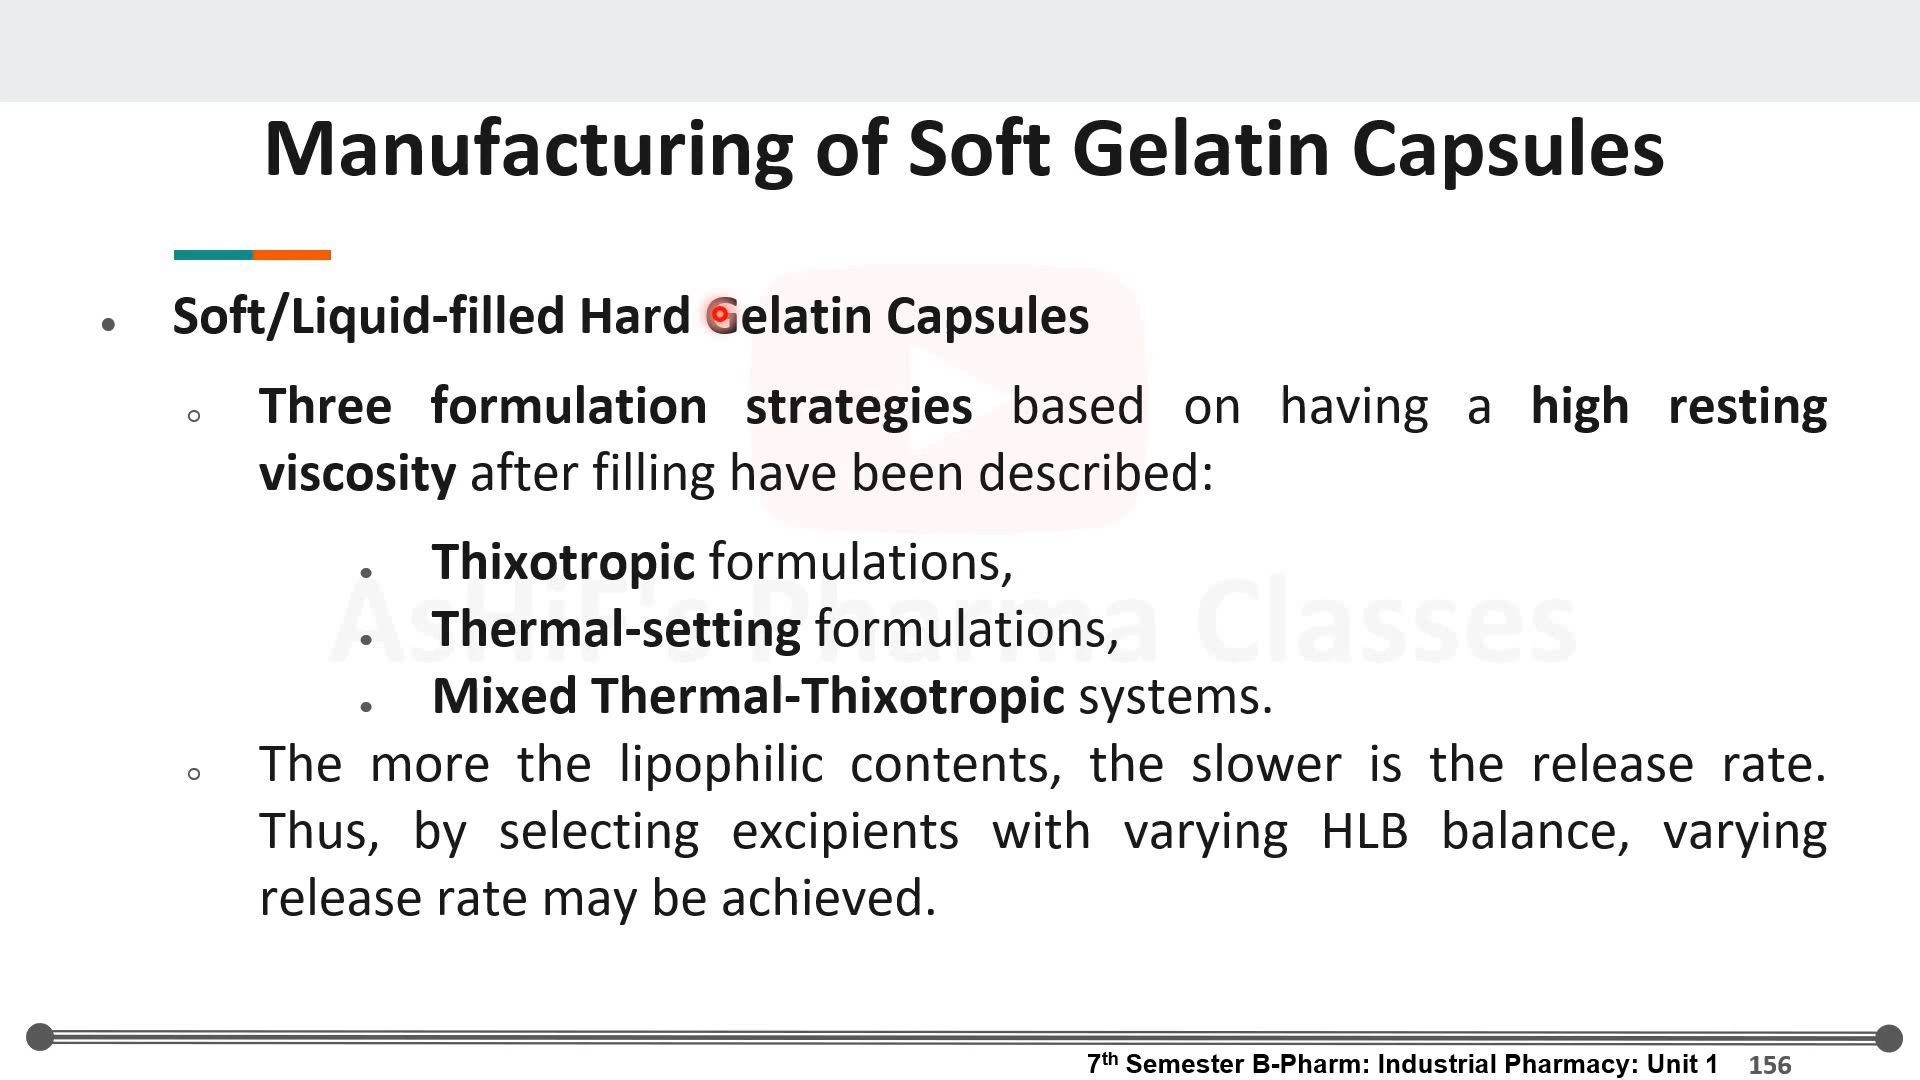 Manufacturing of Soft Gelatin Capsules
Soft/Liquid-filled Hard Gelatin Capsules
Three formulation strategies based on having a high resting
viscosity after filling have been described:
Thixotropic formulations,
Thermal-setting formulations,
Mixed Thermal-Thixotropic systems.
AsHiF's Pharma Classes
The more the lipophilic contents, the slower is the release rate.
Thus, by selecting excipients with varying HLB balance, varying
release rate may be achieved.
7th Semester B-Pharm: Industrial Pharmacy: Unit 1 156